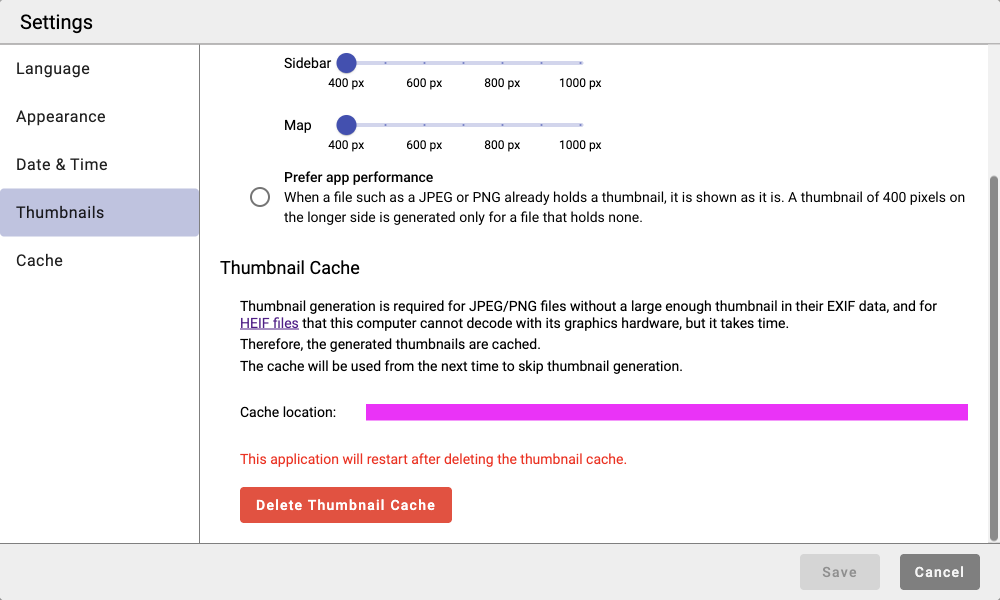 Settings
Language
Appearance
Date & Time
Thumbnails
Cache
Sidebar
400 px 600 px 800 px 1000 px
Map
400 px 600 px 800 px 1000 px
Prefer app performance
When a file such as a JPEG or PNG already holds a thumbnail, it is shown as it is. A thumbnail of 400 pixels on
the longer side is generated only for a file that holds none.
Thumbnail Cache
Thumbnail generation is required for JPEG/PNG files without a large enough thumbnail in their EXIF data, and for
HEIF files that this computer cannot decode with its graphics hardware, but it takes time.
Therefore, the generated thumbnails are cached.
The cache will be used from the next time to skip thumbnail generation.
Cache location:
This application will restart after deleting the thumbnail cache.
Delete Thumbnail Cache
Save Cancel